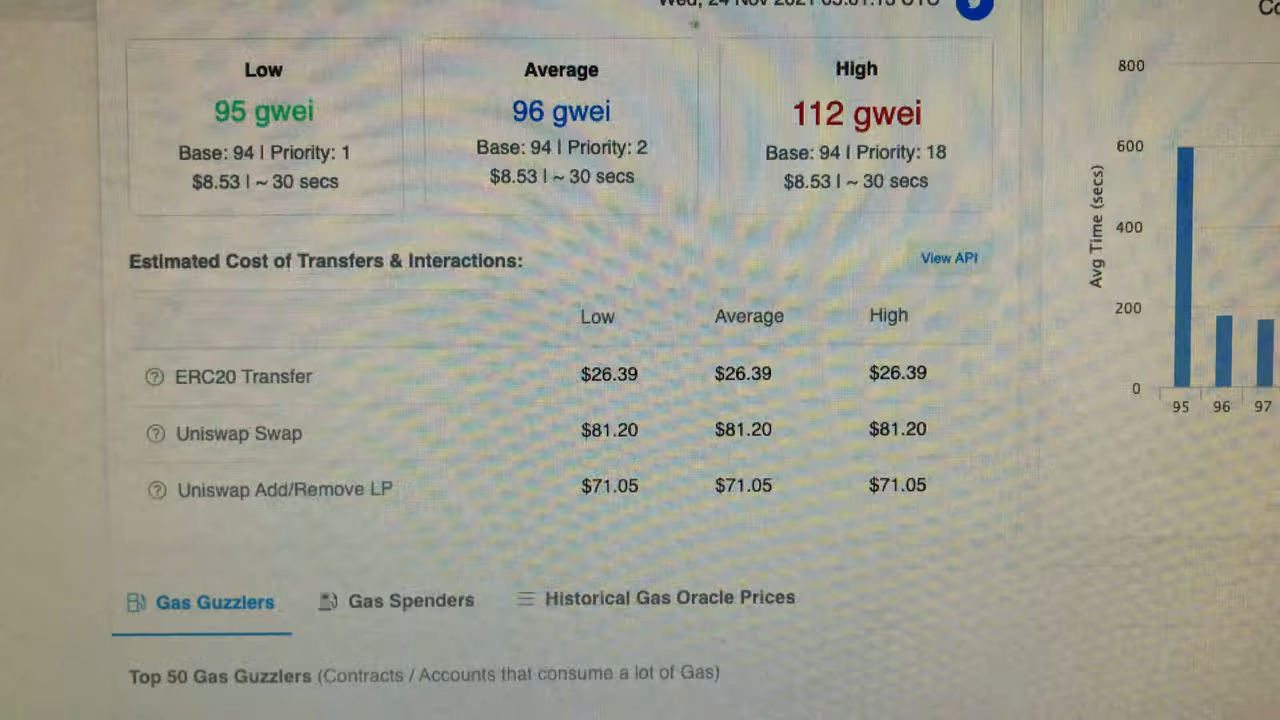 Wed, 24 Nov 2021
Low
95 gwei
Base: 94 | Priority: 1
$8.53 | ~ 30 secs
Average
96 gwei
Base: 94 | Priority: 2
$8.53 | ~ 30 secs
High
112 gwei
Base: 94 | Priority: 18
$8.53 | ~ 30 secs
Estimated Cost of Transfers & Interactions:
View API
Low Average High
ERC20 Transfer $26.39 $26.39 $26.39
Uniswap Swap $81.20 $81.20 $81.20
Uniswap Add/Remove LP $71.05 $71.05 $71.05
Gas Guzzlers Gas Spenders Historical Gas Oracle Prices
Top 50 Gas Guzzlers (Contracts / Accounts that consume a lot of Gas)
Avg Time (secs)
800
600
400
200
0
95 96 97